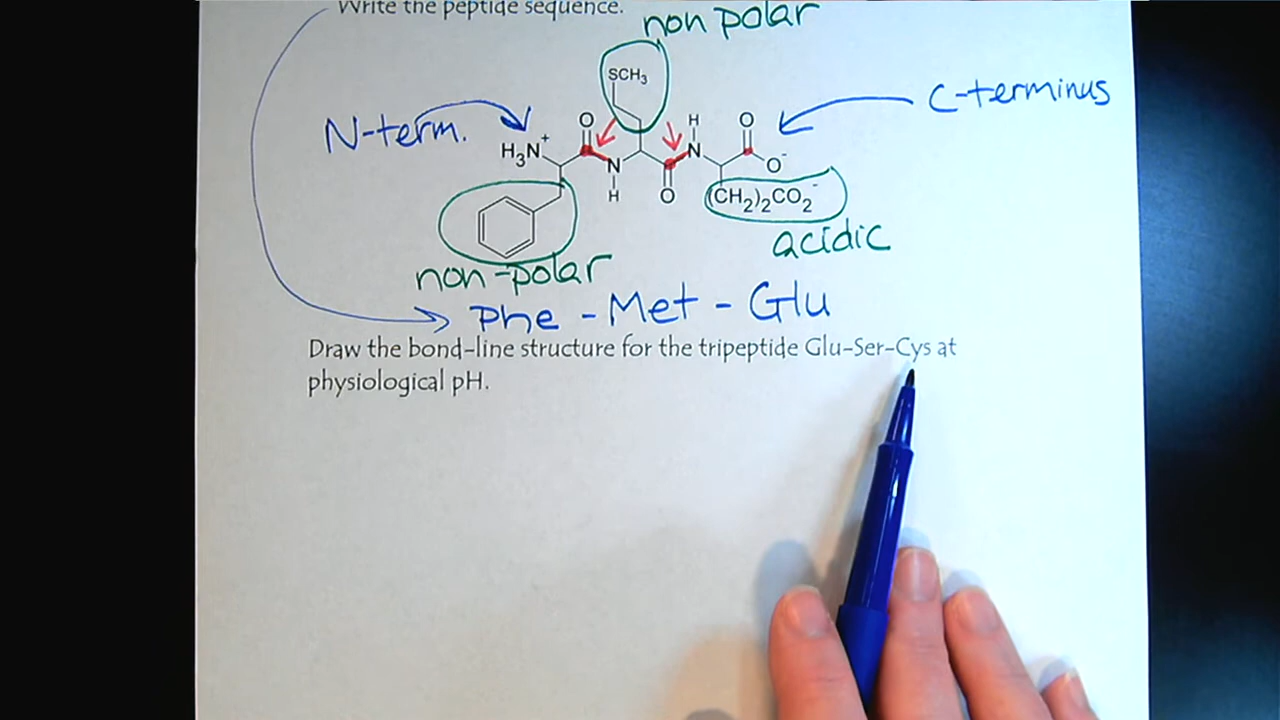 Write the peptide sequence.
non polar
SCH3
C-terminus
N-term.
O
H
O
H3N+
N
O-
N
H
O
(CH2)2CO2-
acidic
non-polar
Phe - Met - Glu
Draw the bond-line structure for the tripeptide Glu-Ser-Cys at
physiological pH.